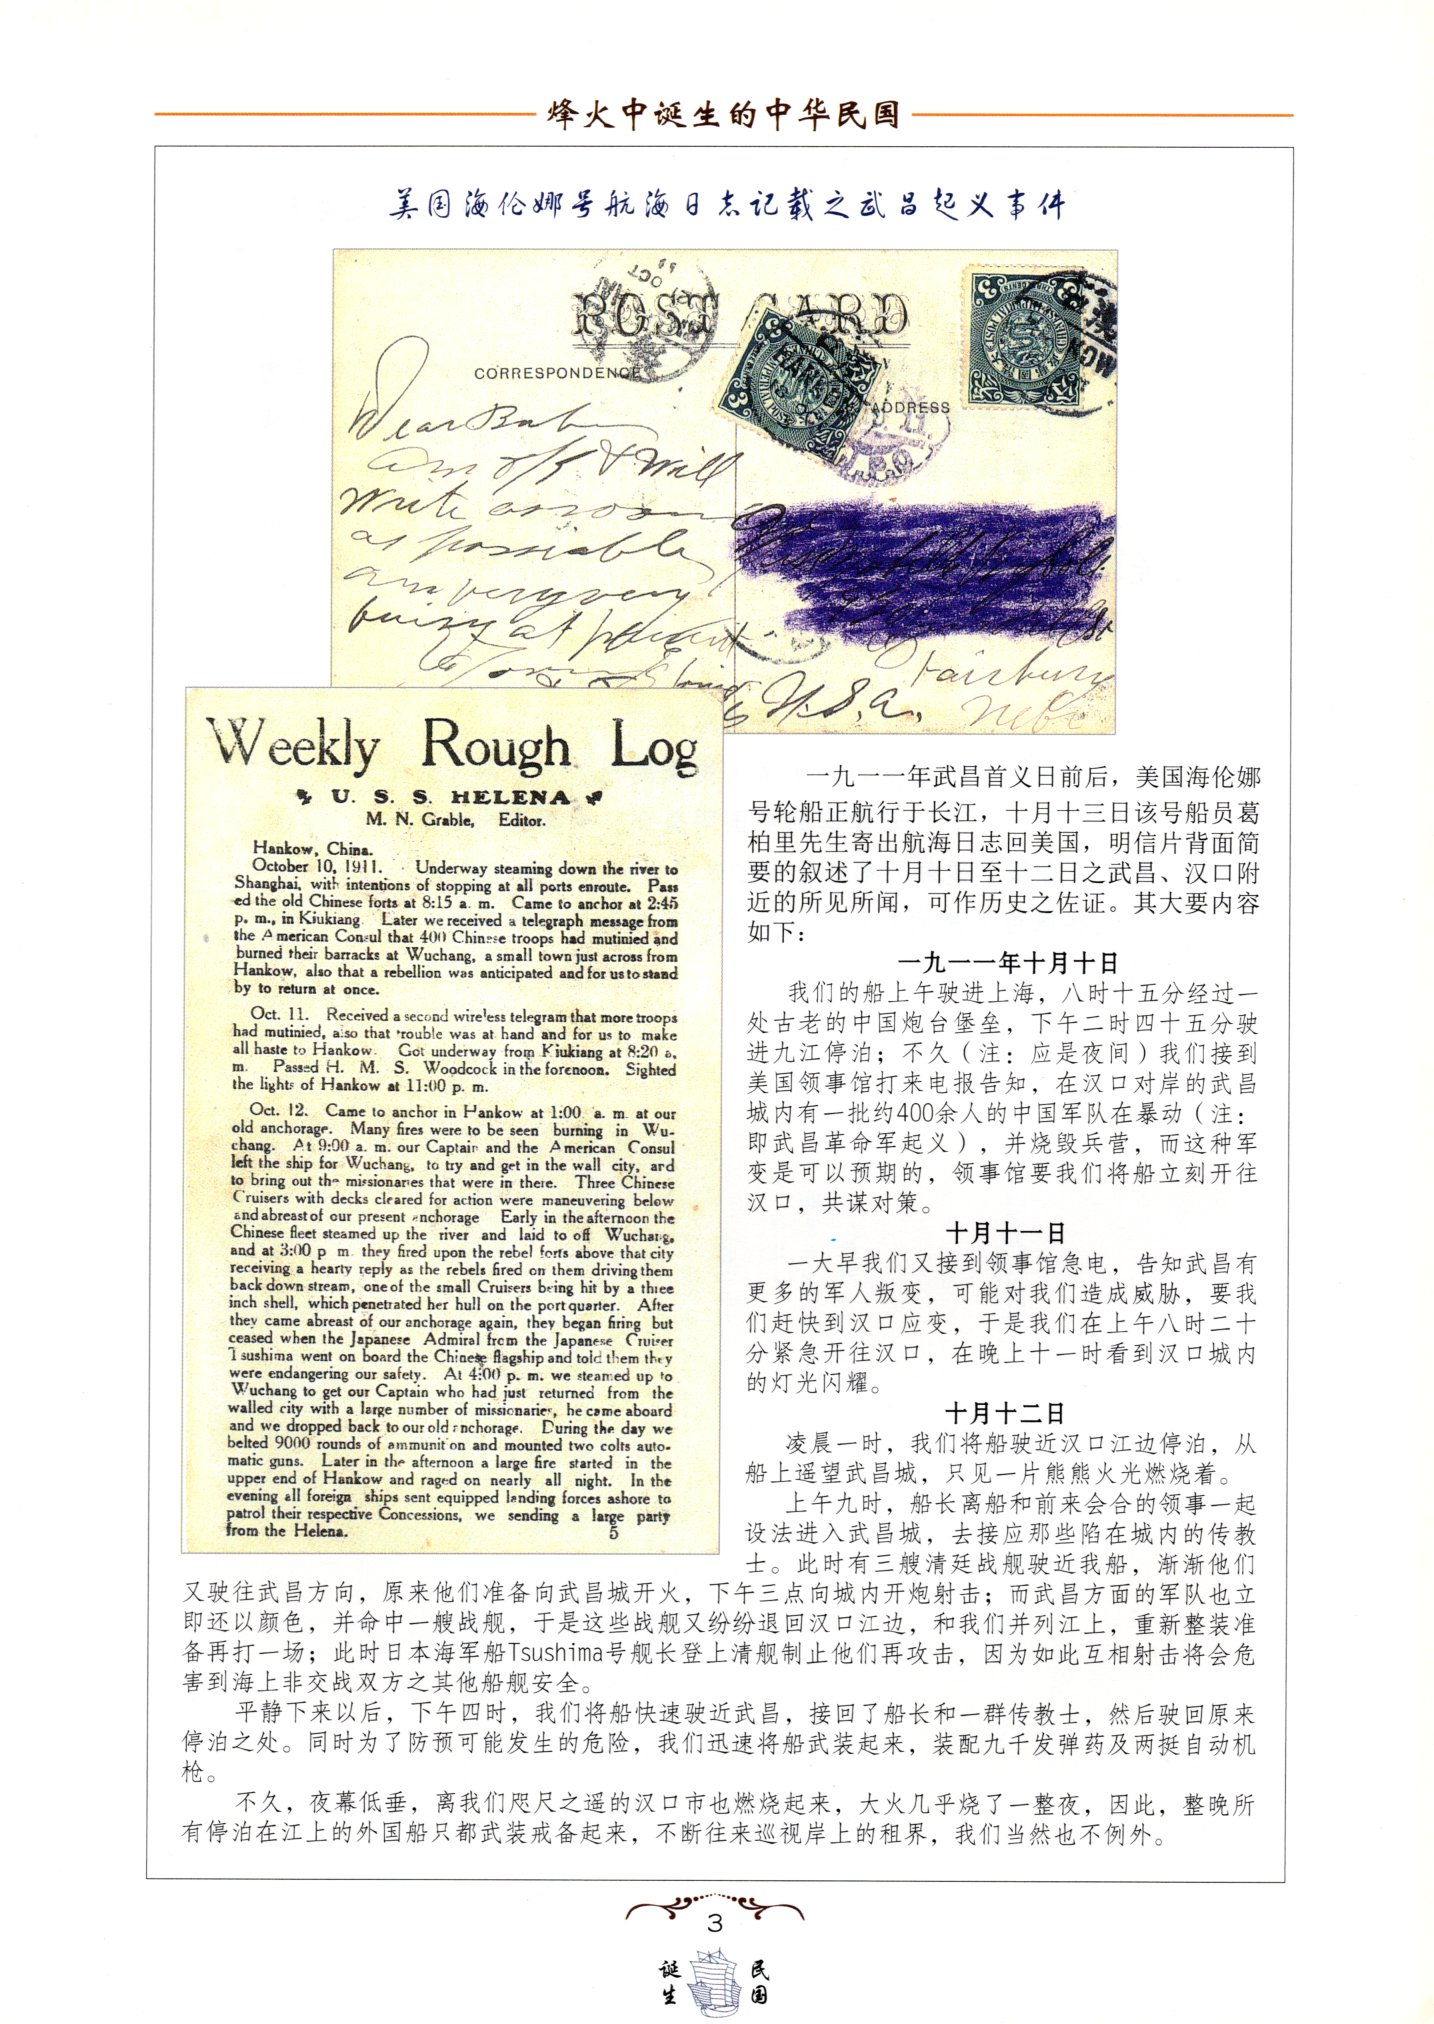 烽火中诞生的中华民国
美国海伦娜号航海日志记载之武昌起义事件
POST CARD
CORRESPONDENCE
ADDRESS
Dear Babe
am o/k & Will
Write as soon
as possiable
am very very
buisy at present
Fairbury
U.S.A. Nebr
Weekly Rough Log
U. S. S. HELENA
M. N. Grable, Editor.
Hankow, China.
October 10, 1911. Underway steaming down the river to
Shanghai, with intentions of stopping at all ports enroute. Pass
ed the old Chinese forts at 8:15 a. m. Came to anchor at 2:45
p. m., in Kiukiang. Later we received a telegraph message from
the American Consul that 400 Chinese troops had mutinied and
burned their barracks at Wuchang, a small town just across from
Hankow, also that a rebellion was anticipated and for us to stand
by to return at once.
Oct. 11. Received a second wireless telegram that more troops
had mutinied, also that trouble was at hand and for us to make
all haste to Hankow. Got underway from Kiukiang at 8:20 a.
m. Passed H. M. S. Woodcock in the forenoon. Sighted
the lights of Hankow at 11:00 p. m.
Oct. 12. Came to anchor in Hankow at 1:00 a. m. at our
old anchorage. Many fires were to be seen burning in Wu-
chang. At 9:00 a. m. our Captain and the American Consul
left the ship for Wuchang, to try and get in the wall city, and
to bring out the missionaries that were in there. Three Chinese
Cruisers with decks cleared for action were maneuvering below
and abreast of our present anchorage Early in the afternoon the
Chinese fleet steamed up the river and laid to off Wuchang,
and at 3:00 p m. they fired upon the rebel forts above that city
receiving a hearty reply as the rebels fired on them driving them
back down stream, one of the small Cruisers being hit by a three
inch shell, which penetrated her hull on the port quarter. After
they came abreast of our anchorage again, they began firing but
ceased when the Japanese Admiral from the Japanese Cruiser
Tsushima went on board the Chinese flagship and told them they
were endangering our safety. At 4:00 p. m. we steamed up to
Wuchang to get our Captain who had just returned from the
walled city with a large number of missionaries, he came aboard
and we dropped back to our old anchorage. During the day we
belted 9000 rounds of ammunition and mounted two colts auto-
matic guns. Later in the afternoon a large fire started in the
upper end of Hankow and raged on nearly all night. In the
evening all foreign ships sent equipped landing forces ashore to
patrol their respective Concessions, we sending a large party
from the Helena. 5
一九一一年武昌首义日前后，美国海伦娜
号轮船正航行于长江，十月十三日该号船员葛
柏里先生寄出航海日志回美国，明信片背面简
要的叙述了十月十日至十二日之武昌、汉口附
近的所见所闻，可作历史之佐证。其大要内容
如下：
一九一一年十月十日
我们的船上午驶进上海，八时十五分经过一
处古老的中国炮台堡垒，下午二时四十五分驶
进九江停泊；不久（注：应是夜间）我们接到
美国领事馆打来电报告知，在汉口对岸的武昌
城内有一批约400余人的中国军队在暴动（注：
即武昌革命军起义），并烧毁兵营，而这种军
变是可以预期的，领事馆要我们将船立刻开往
汉口，共谋对策。
十月十一日
一大早我们又接到领事馆急电，告知武昌有
更多的军人叛变，可能对我们造成威胁，要我
们赶快到汉口应变，于是我们在上午八时二十
分紧急开往汉口，在晚上十一时看到汉口城内
的灯光闪耀。
十月十二日
凌晨一时，我们将船驶近汉口江边停泊，从
船上遥望武昌城，只见一片熊熊火光燃烧着。
上午九时，船长离船和前来会合的领事一起
设法进入武昌城，去接应那些陷在城内的传教
士。此时有三艘清廷战舰驶近我船，渐渐他们
又驶往武昌方向，原来他们准备向武昌城开火，下午三点向城内开炮射击；而武昌方面的军队也立
即还以颜色，并命中一艘战舰，于是这些战舰又纷纷退回汉口江边，和我们并列江上，重新整装准
备再打一场；此时日本海军船Tsushima号舰长登上清舰制止他们再攻击，因为如此互相射击将会危
害到海上非交战双方之其他船舰安全。
平静下来以后，下午四时，我们将船快速驶近武昌，接回了船长和一群传教士，然后驶回原来
停泊之处。同时为了防预可能发生的危险，我们迅速将船武装起来，装配九千发弹药及两挺自动机
枪。
不久，夜幕低垂，离我们咫尺之遥的汉口市也燃烧起来，大火几乎烧了一整夜，因此，整晚所
有停泊在江上的外国船只都武装戒备起来，不断往来巡视岸上的租界，我们当然也不例外。
3
诞生 民国